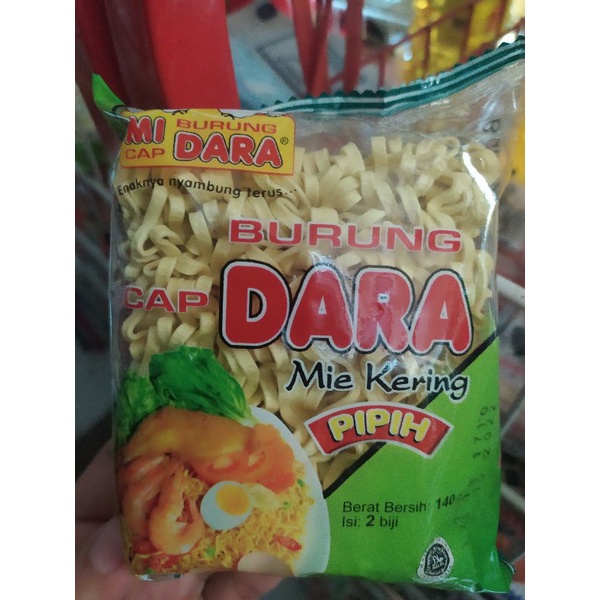 MI BURUNG
CAP DARA®
Enaknya nyambung terus...
BURUNG
CAP DARA
Mie Kering
PIPIH
Berat Bersih: 140
Isi: 2 biji